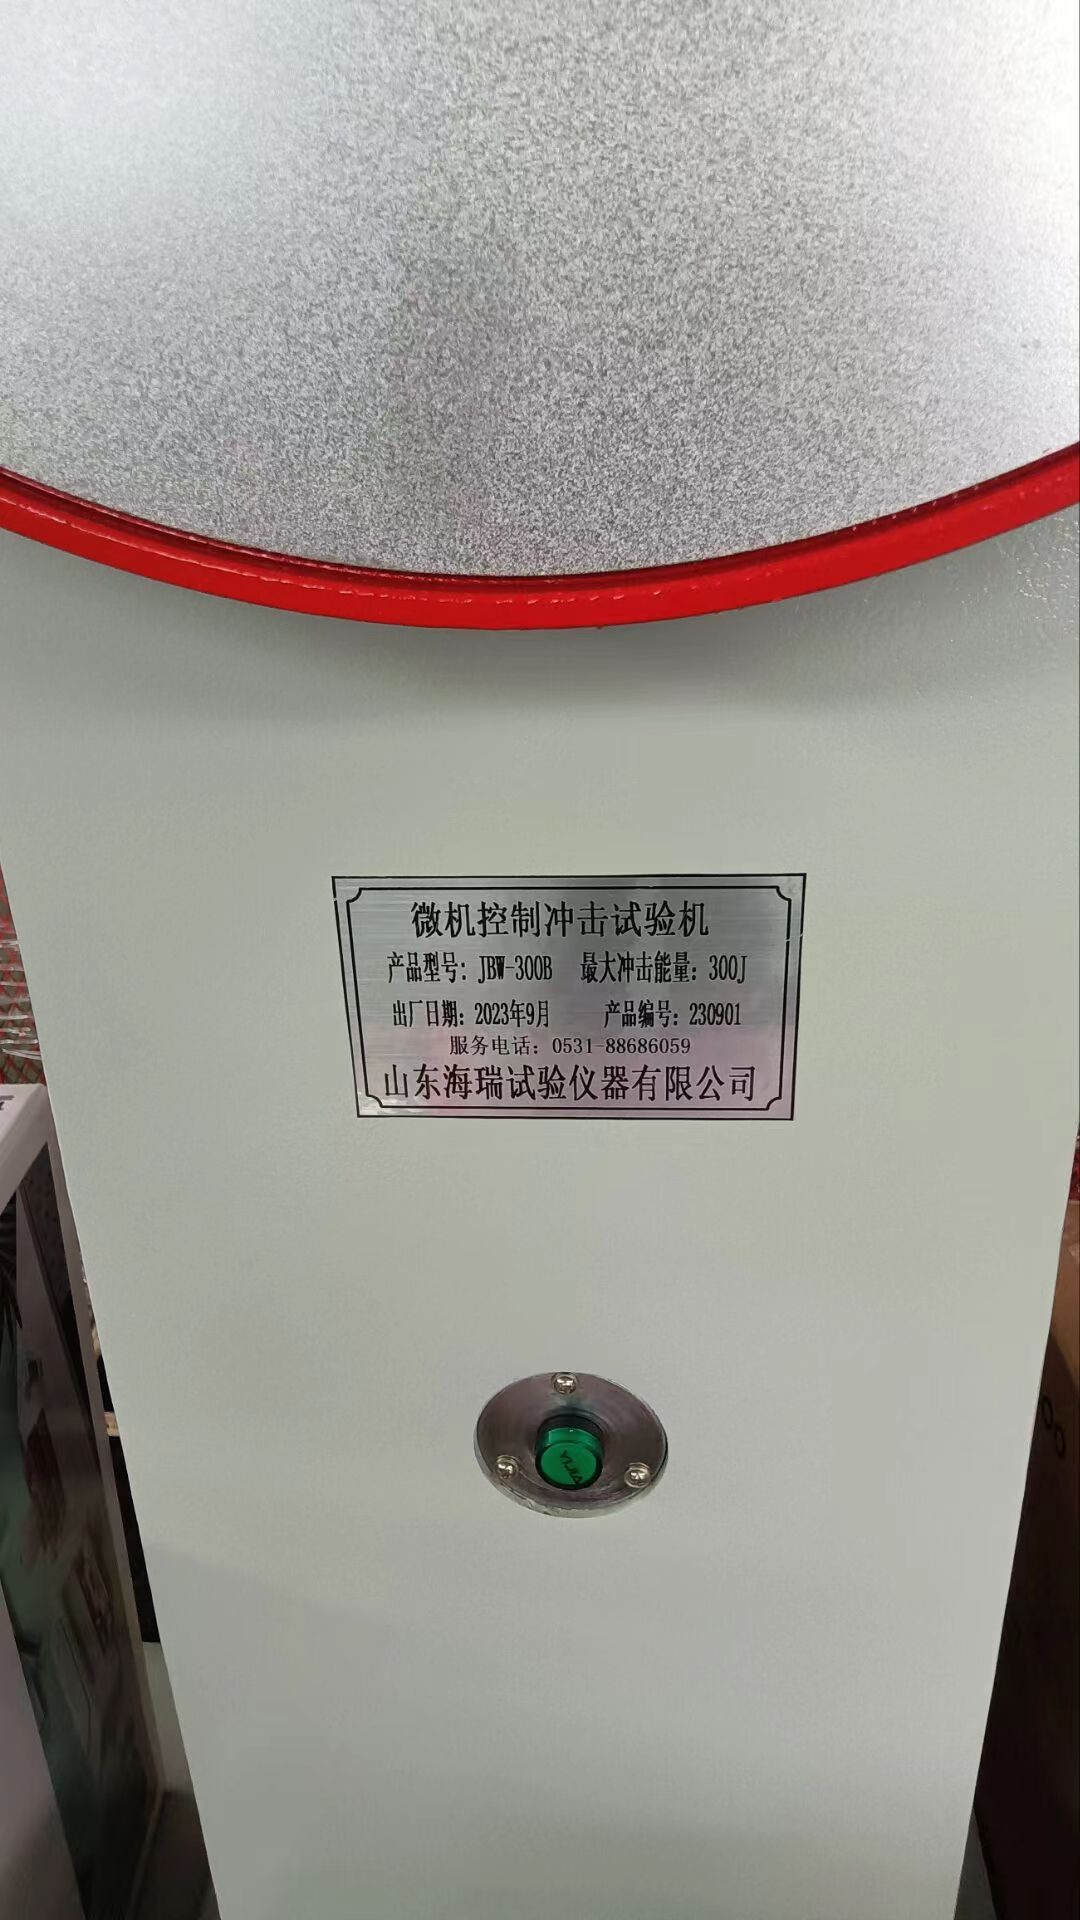 微机控制冲击试验机
产品型号：JBW-300B 最大冲击能量：300J
出厂日期：2023年9月 产品编号：230901
服务电话：0531-88686059
山东海瑞试验仪器有限公司
YIJIA